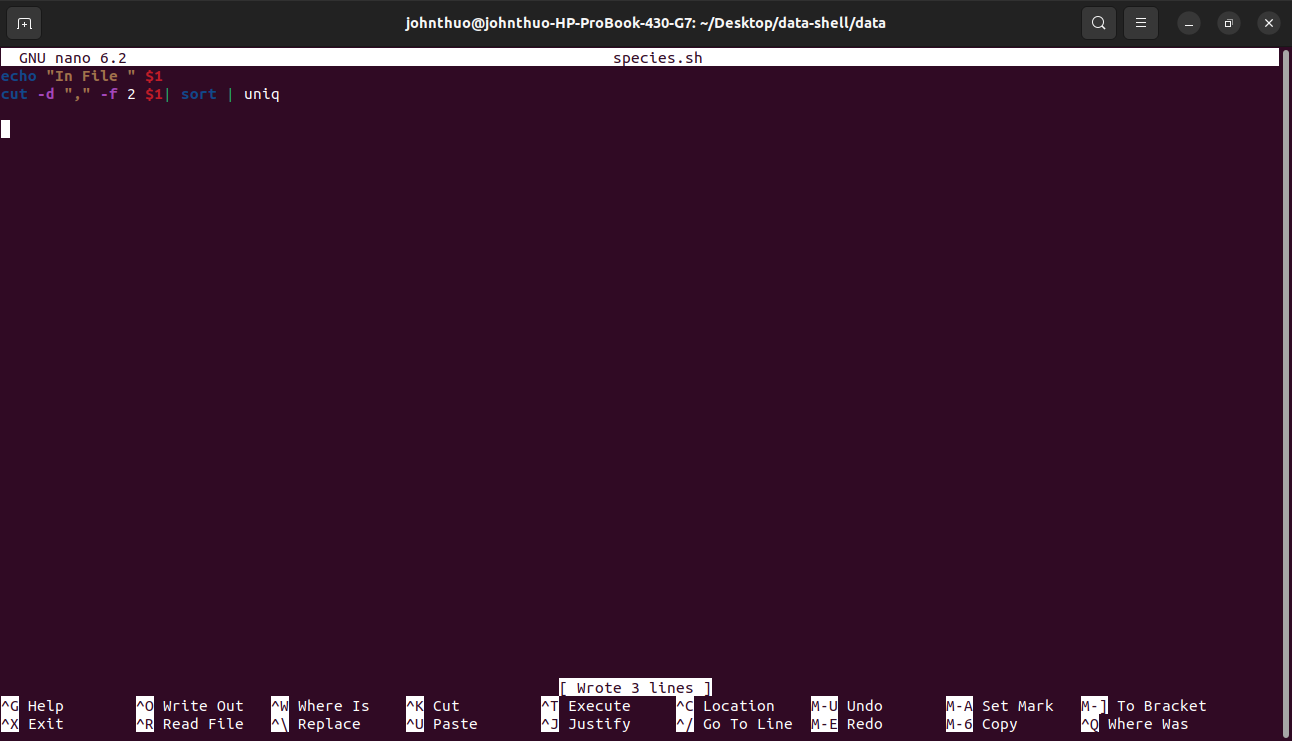 johnthuo@johnthuo-HP-ProBook-430-G7: ~/Desktop/data-shell/data
GNU nano 6.2 species.sh
echo "In File " $1
cut -d "," -f 2 $1| sort | uniq
[ Wrote 3 lines ]
^G Help ^O Write Out ^W Where Is ^K Cut ^T Execute ^C Location M-U Undo M-A Set Mark M-] To Bracket
^X Exit ^R Read File ^\ Replace ^U Paste ^J Justify ^/ Go To Line M-E Redo M-6 Copy ^Q Where Was